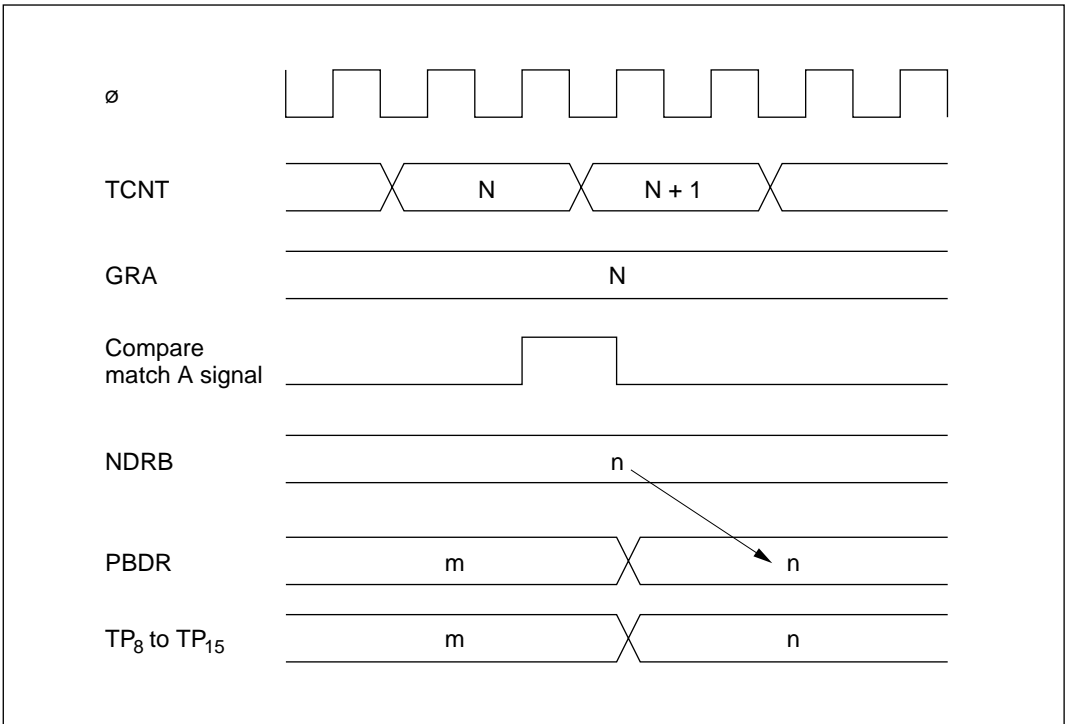 ø
TCNT N N + 1
GRA N
Compare
match A signal
NDRB n
PBDR m n
TP8 to TP15 m n